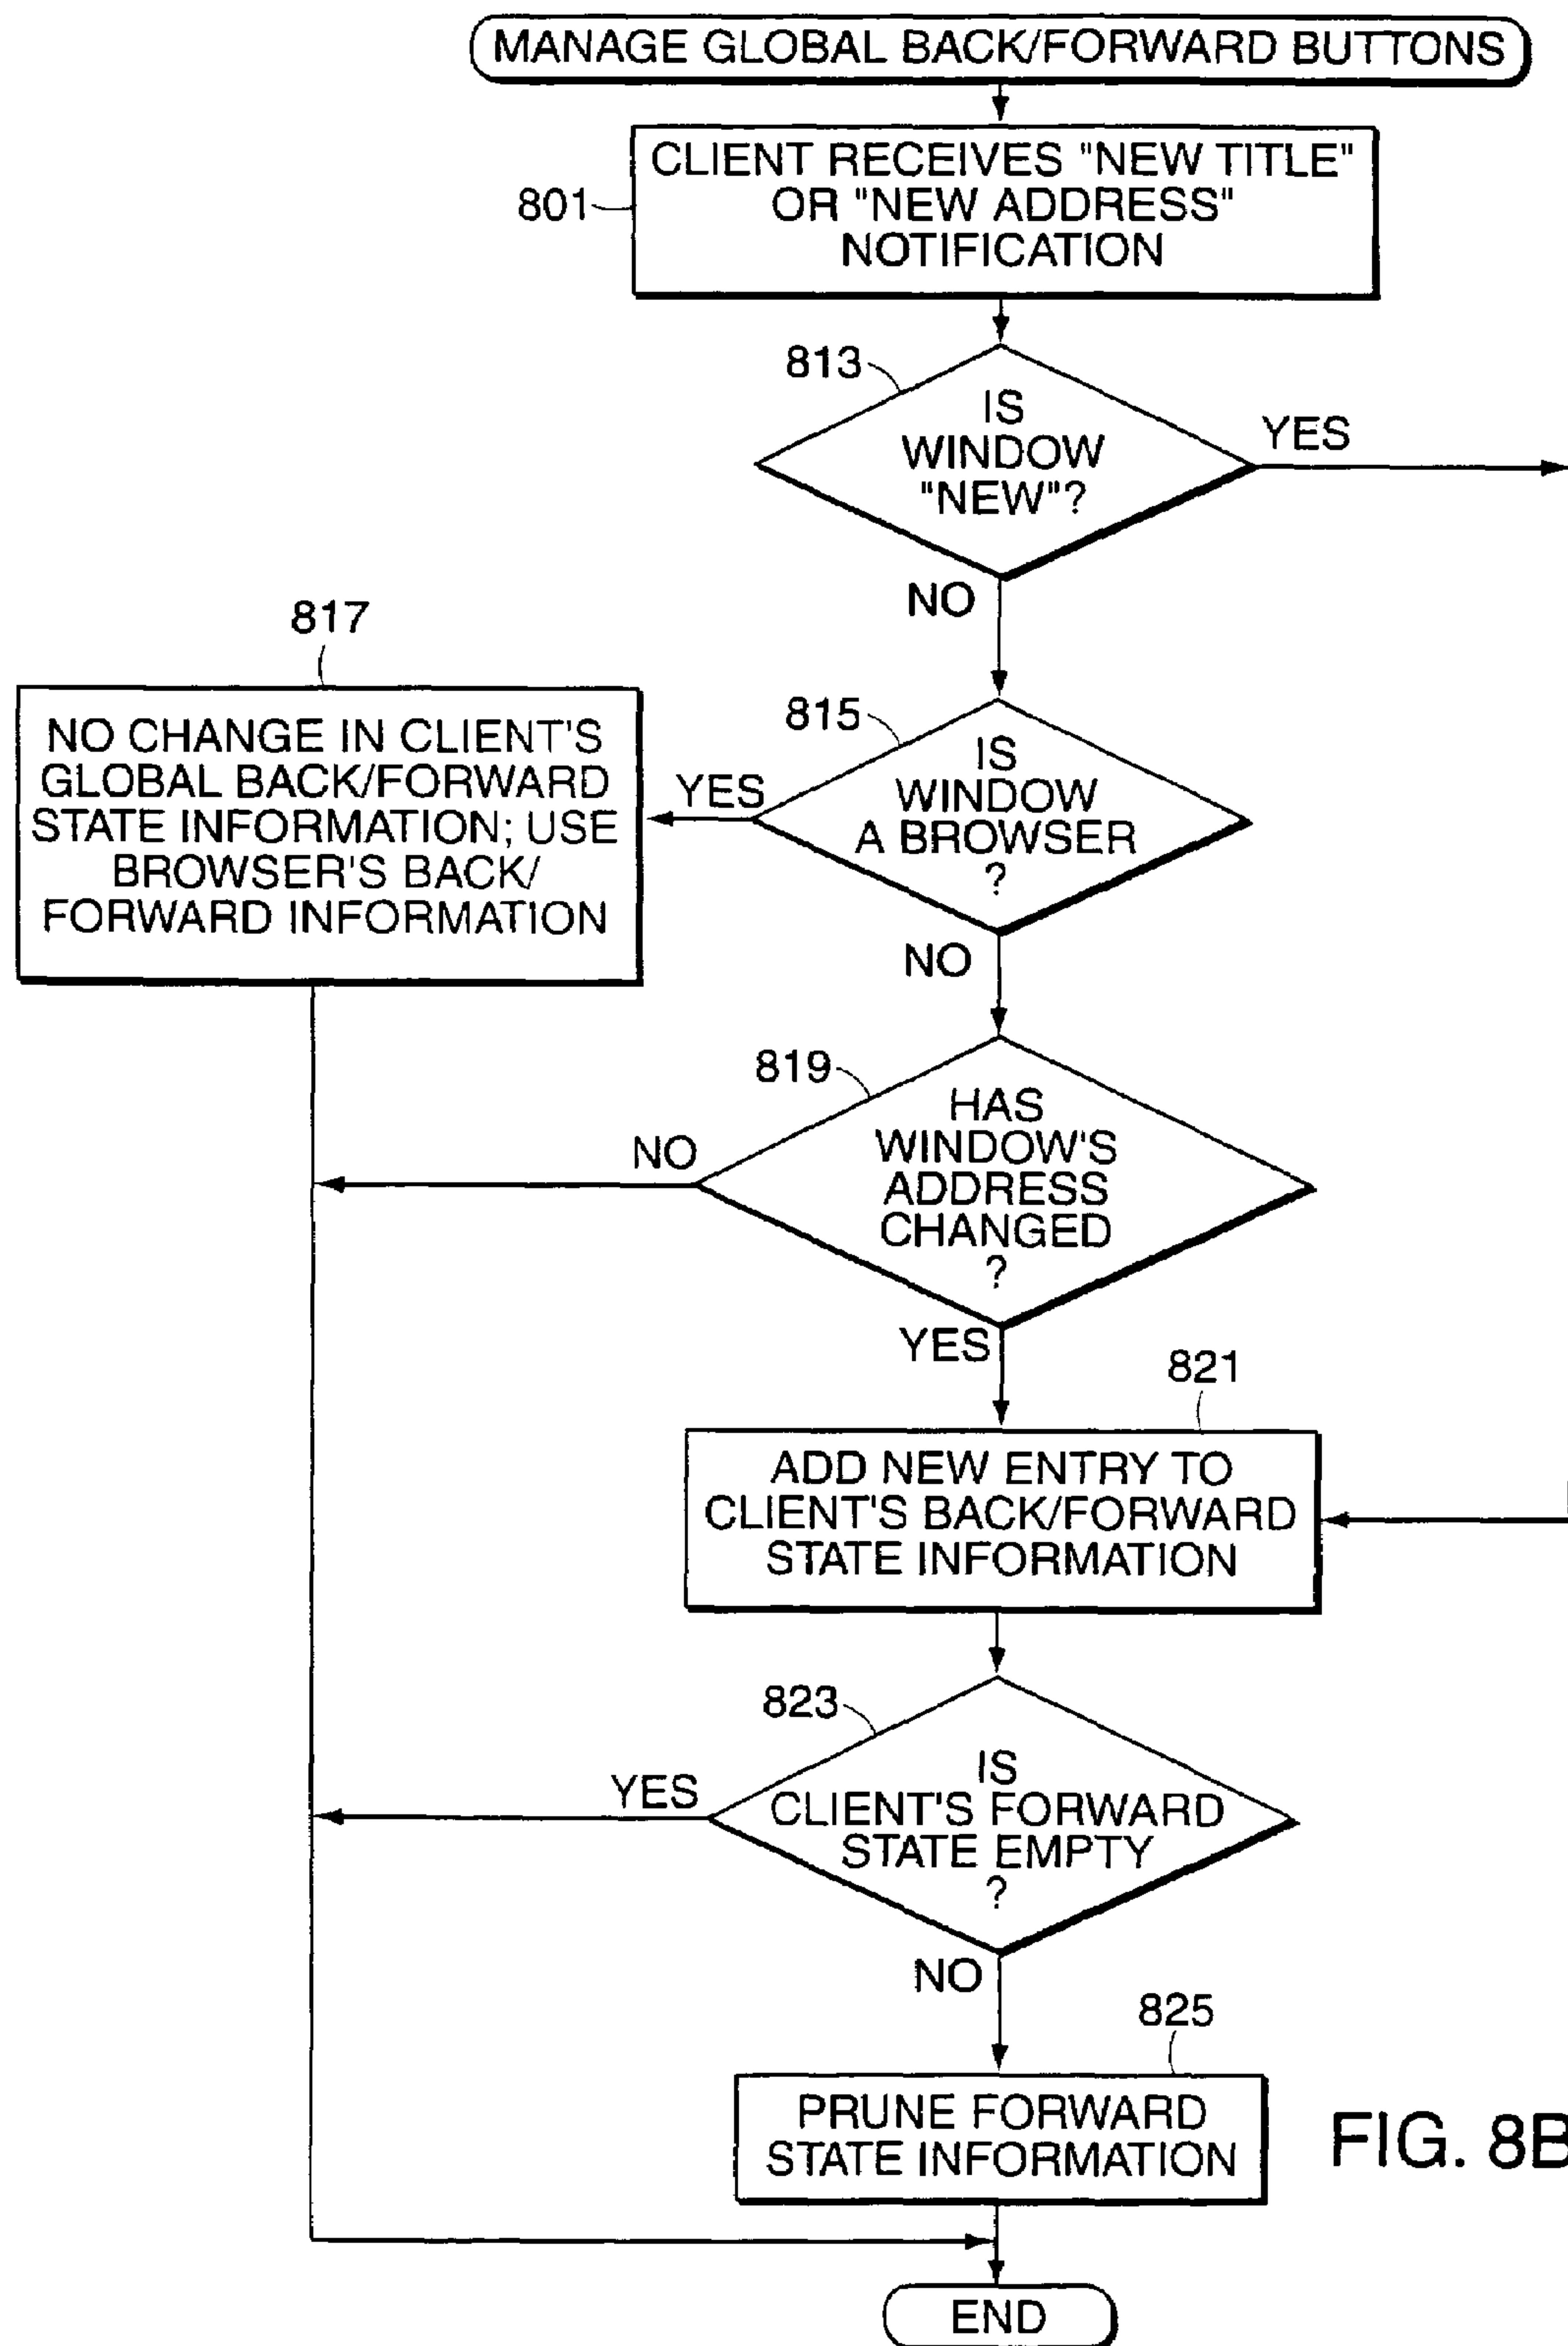 MANAGE GLOBAL BACK/FORWARD BUTTONS
801
CLIENT RECEIVES "NEW TITLE"
OR "NEW ADDRESS"
NOTIFICATION
813
IS
WINDOW
"NEW"?
YES
NO
817
NO CHANGE IN CLIENT'S
GLOBAL BACK/FORWARD
STATE INFORMATION; USE
BROWSER'S BACK/
FORWARD INFORMATION
815
IS
WINDOW
A BROWSER
?
YES
NO
819
HAS
WINDOW'S
ADDRESS
CHANGED
?
NO
YES
821
ADD NEW ENTRY TO
CLIENT'S BACK/FORWARD
STATE INFORMATION
823
IS
CLIENT'S FORWARD
STATE EMPTY
?
YES
NO
825
PRUNE FORWARD
STATE INFORMATION
FIG. 8B
END